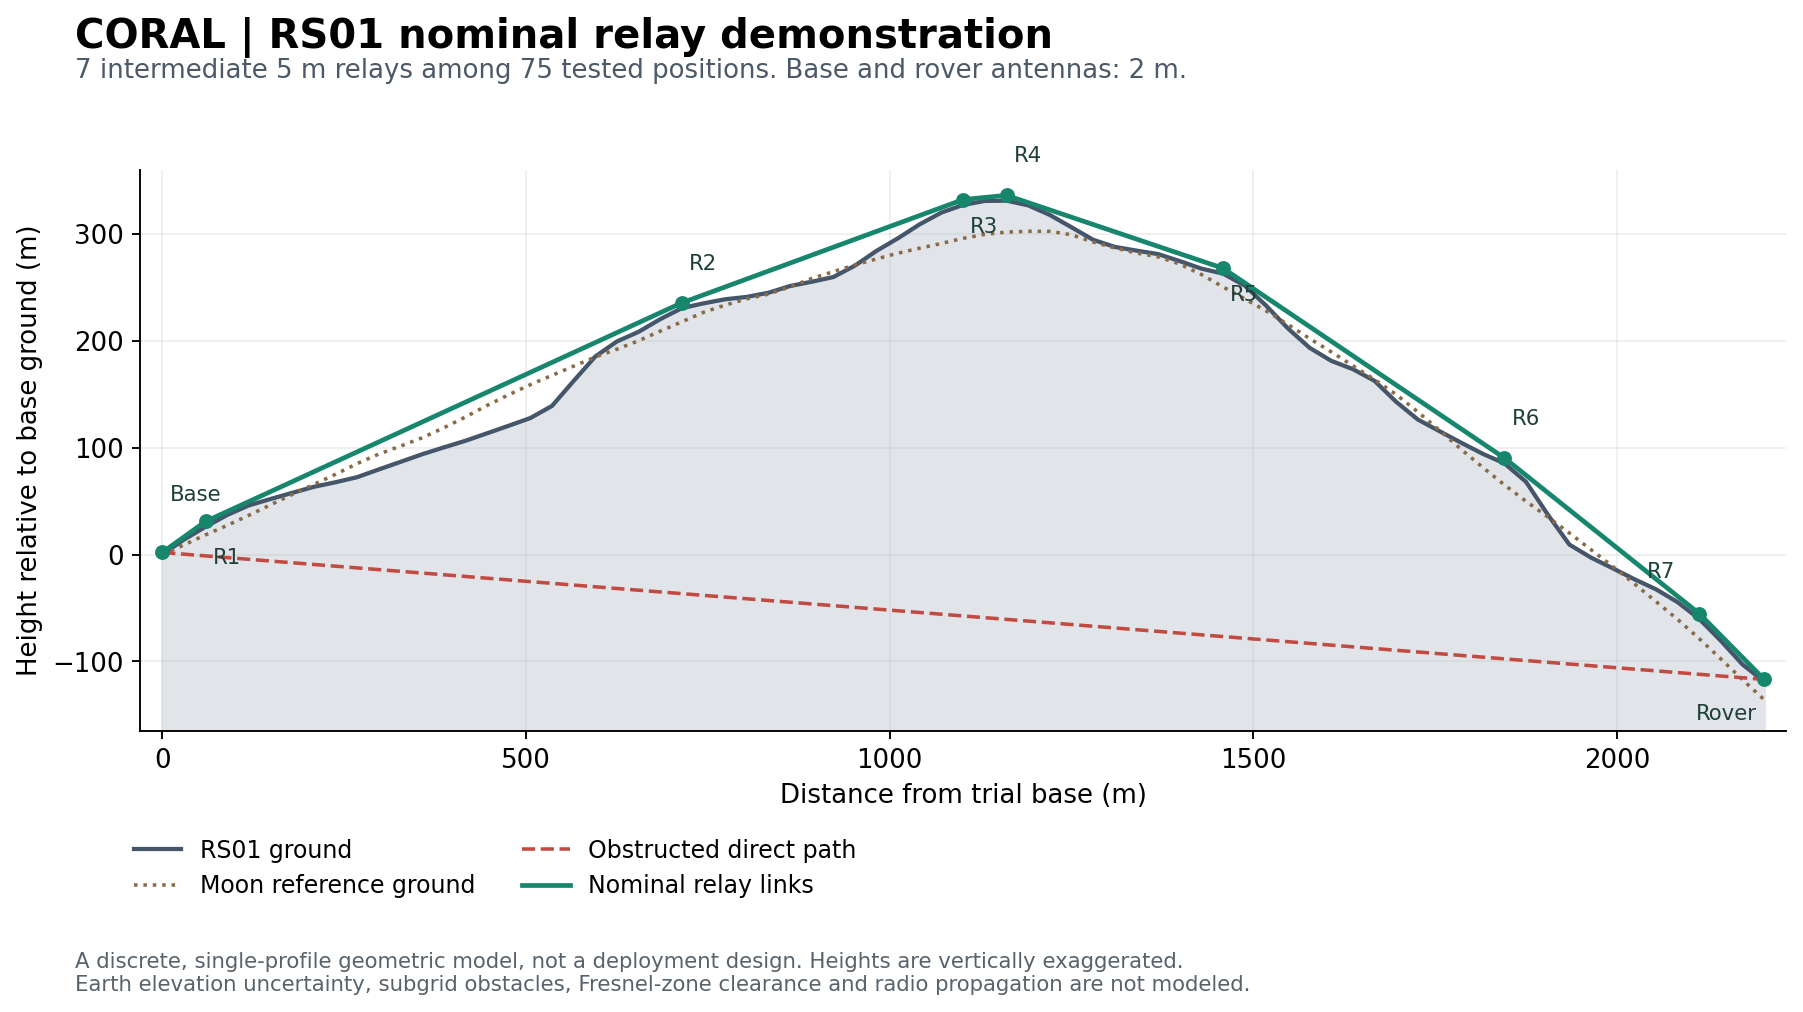 CORAL | RS01 nominal relay demonstration
7 intermediate 5 m relays among 75 tested positions. Base and rover antennas: 2 m.
Height relative to base ground (m)
300
200
100
0
−100
Base
R1
R2
R3
R4
R5
R6
R7
Rover
0
500
1000
1500
2000
Distance from trial base (m)
RS01 ground
Moon reference ground
Obstructed direct path
Nominal relay links
A discrete, single-profile geometric model, not a deployment design. Heights are vertically exaggerated.
Earth elevation uncertainty, subgrid obstacles, Fresnel-zone clearance and radio propagation are not modeled.